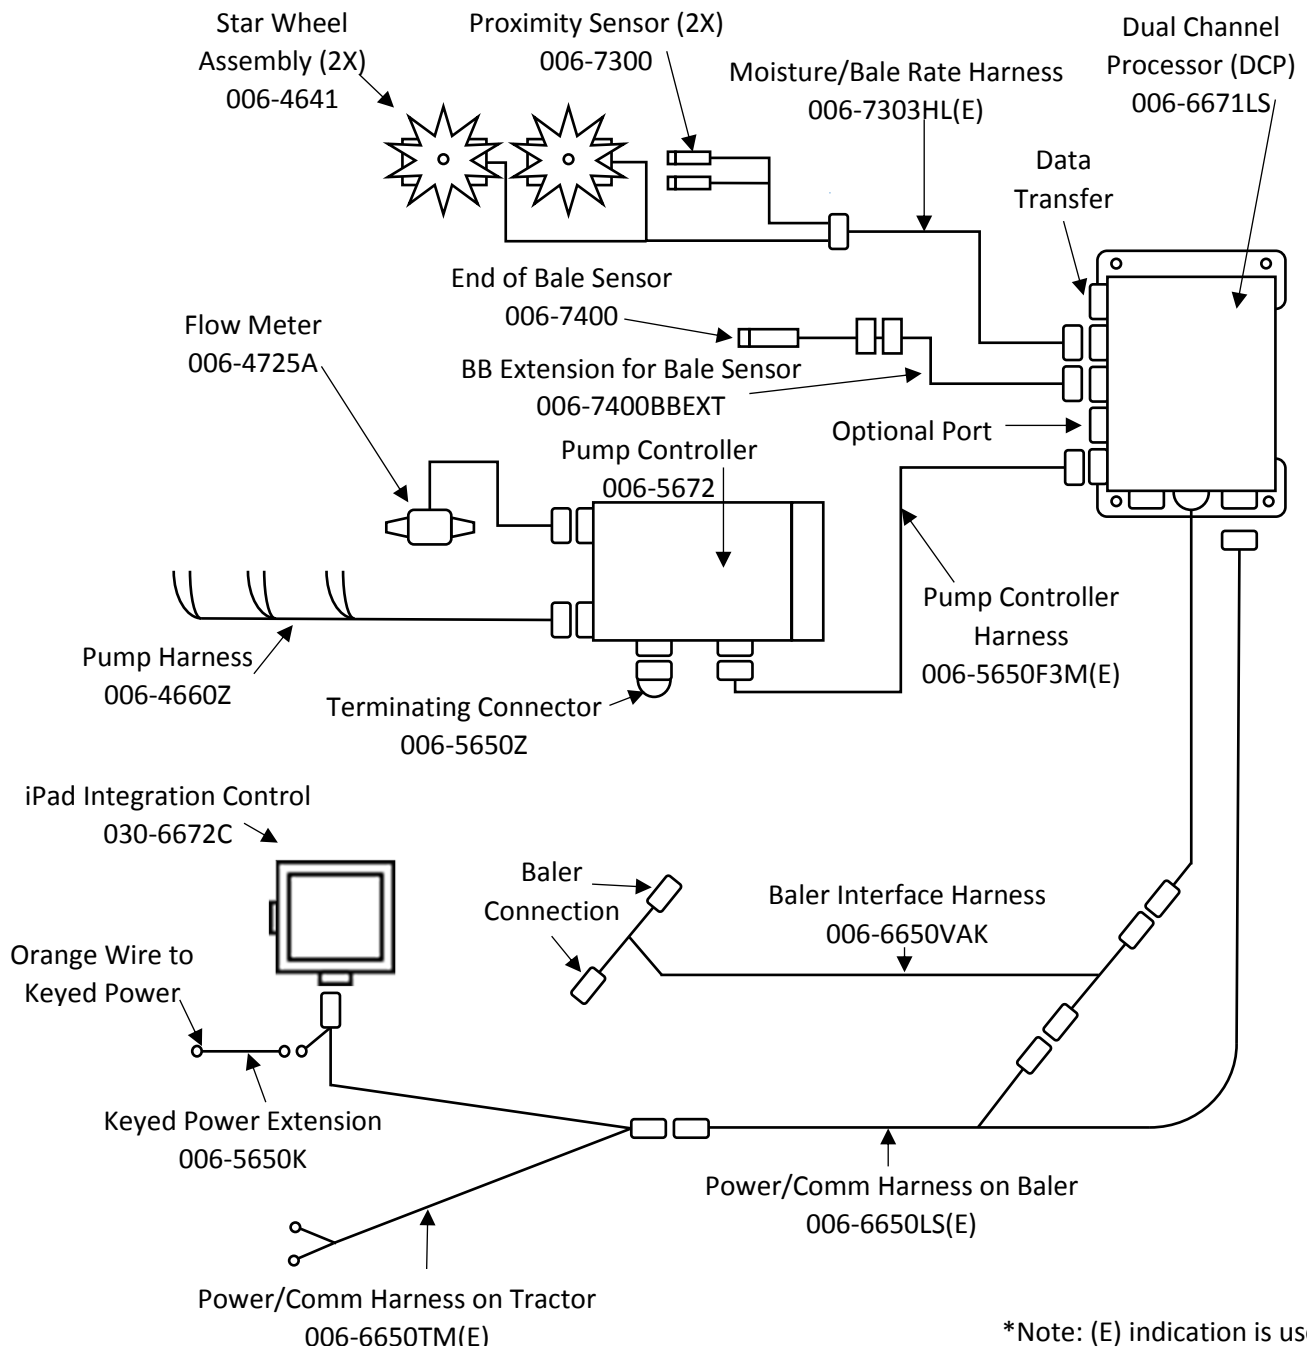 Star Wheel
Assembly (2X)
006-4641
Proximity Sensor (2X)
006-7300
Moisture/Bale Rate Harness
006-7303HL(E)
Dual Channel
Processor (DCP)
006-6671LS
Data
Transfer
End of Bale Sensor
006-7400
Flow Meter
006-4725A
BB Extension for Bale Sensor
006-7400BBEXT
Optional Port
Pump Controller
006-5672
Pump Controller
Harness
006-5650F3M(E)
Pump Harness
006-4660Z
Terminating Connector
006-5650Z
iPad Integration Control
030-6672C
Baler
Connection
Baler Interface Harness
006-6650VAK
Orange Wire to
Keyed Power
Keyed Power Extension
006-5650K
Power/Comm Harness on Baler
006-6650LS(E)
Power/Comm Harness on Tractor
006-6650TM(E)
*Note: (E) indication is